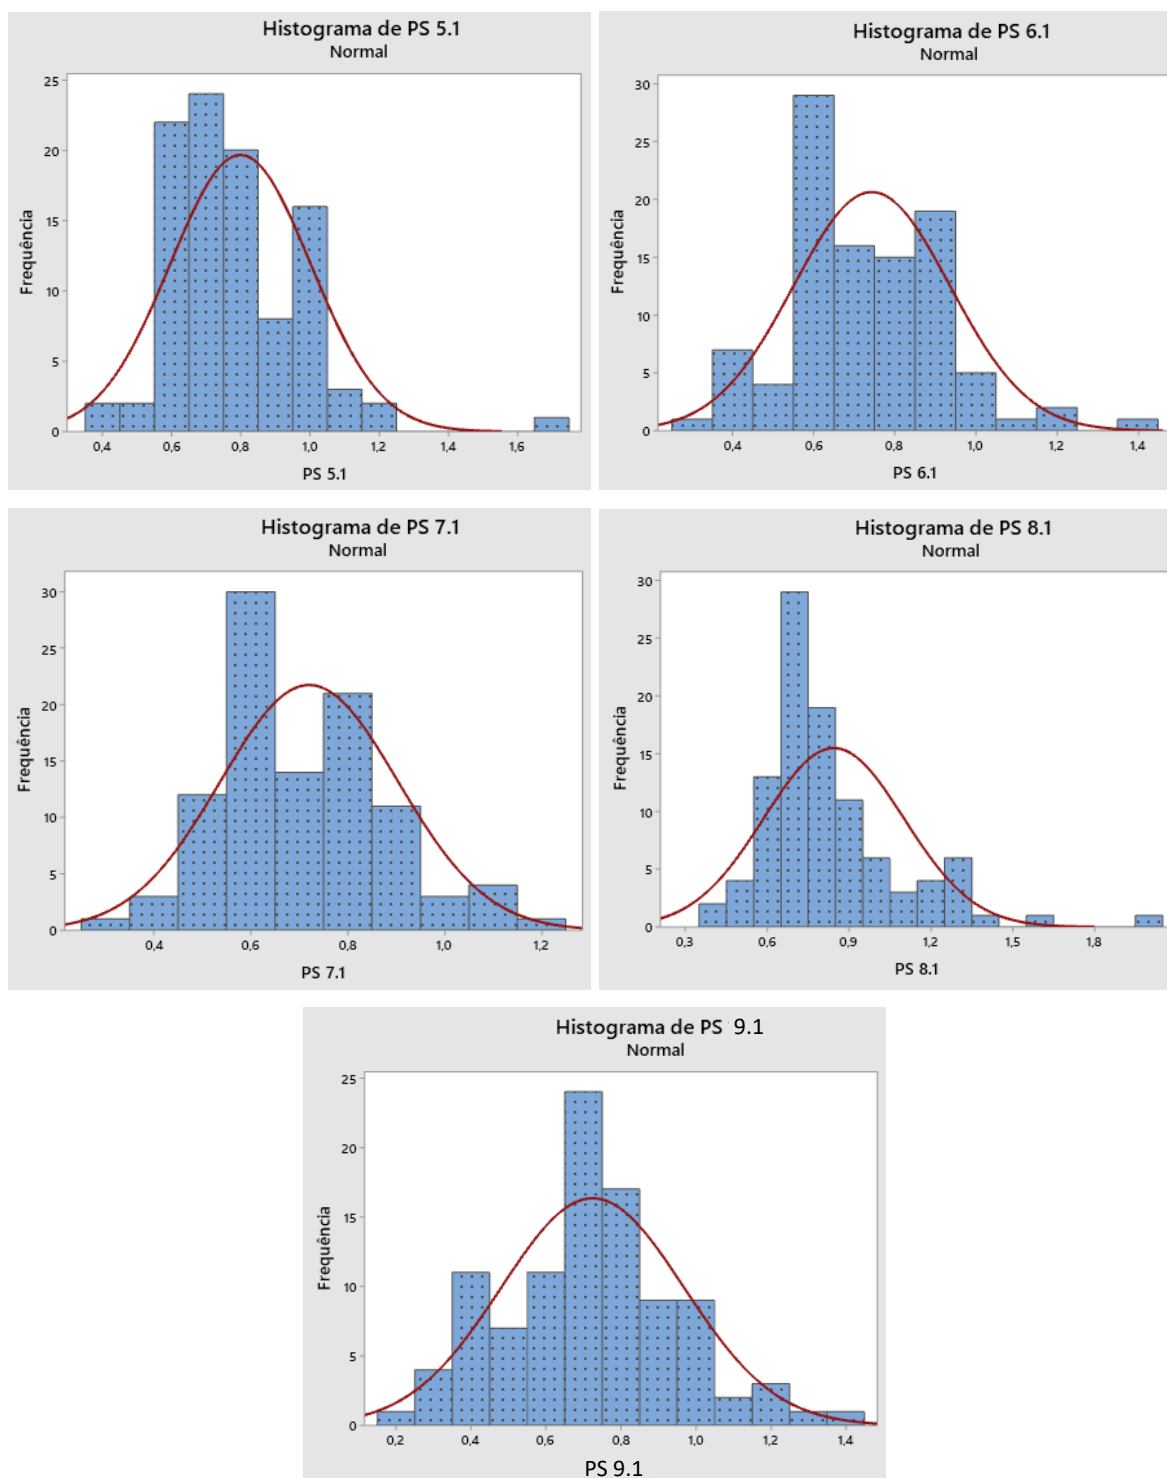 Histograma de PS 5.1
Normal
25
20
15
10
5
0
Frequência
0,4 0,6 0,8 1,0 1,2 1,4 1,6
PS 5.1
Histograma de PS 6.1
Normal
30
25
20
15
10
5
0
Frequência
0,4 0,6 0,8 1,0 1,2 1,4
PS 6.1
Histograma de PS 7.1
Normal
30
25
20
15
10
5
0
Frequência
0,4 0,6 0,8 1,0 1,2
PS 7.1
Histograma de PS 8.1
Normal
30
25
20
15
10
5
0
Frequência
0,3 0,6 0,9 1,2 1,5 1,8
PS 8.1
Histograma de PS 9.1
Normal
25
20
15
10
5
0
Frequência
0,2 0,4 0,6 0,8 1,0 1,2 1,4
PS 9.1